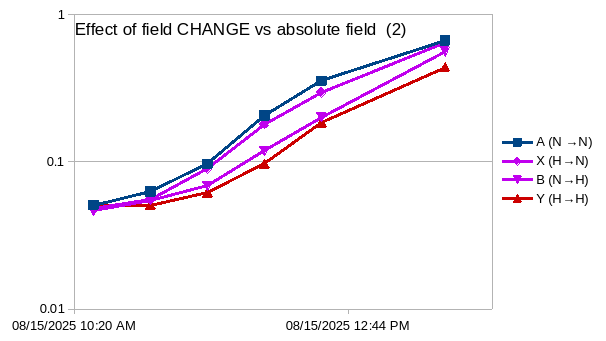 Effect of field CHANGE vs absolute field (2)
1
0.1
0.01
08/15/2025 10:20 AM
08/15/2025 12:44 PM
A (N →N)
X (H→N)
B (N→H)
Y (H→H)